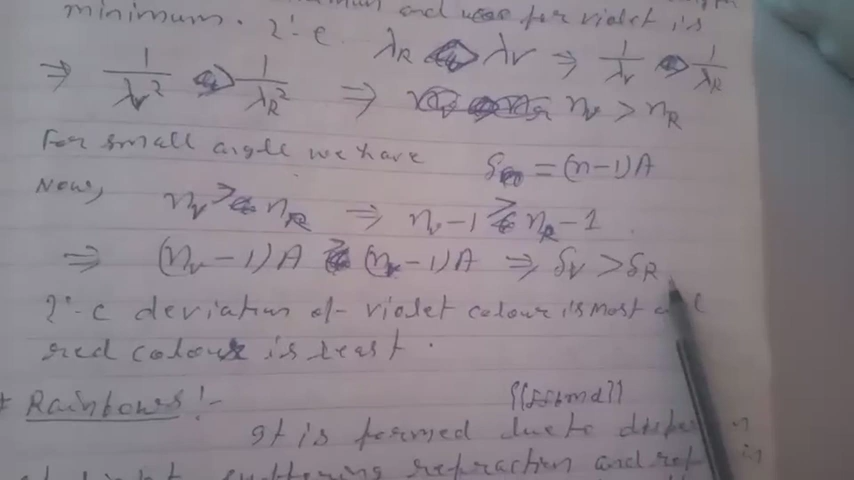 and for violet is
minimum. i.e. λR λV ⇒ 1/λV 1/λR
⇒ 1/λV² 1/λR² ⇒ nV > nR
For small angle we have δ = (n-1)A
Now, nV > nR ⇒ nV-1 > nR-1
⇒ (nV-1)A > (n-1)A ⇒ δV > δR
i.e deviation of violet colour is most
red colour is least.
* Rainbows:-
It is formed due to
refraction and